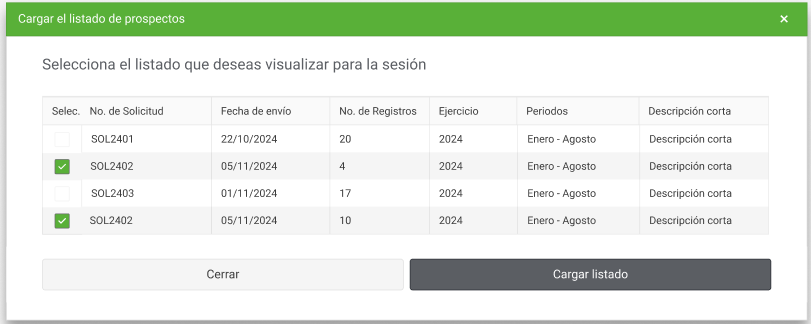 Cargar el listado de prospectos ×
Selecciona el listado que deseas visualizar para la sesión
Selec. No. de Solicitud Fecha de envío No. de Registros Ejercicio Periodos Descripción corta
SOL2401 22/10/2024 20 2024 Enero - Agosto Descripción corta
SOL2402 05/11/2024 4 2024 Enero - Agosto Descripción corta
SOL2403 01/11/2024 17 2024 Enero - Agosto Descripción corta
SOL2402 05/11/2024 10 2024 Enero - Agosto Descripción corta
Cerrar Cargar listado